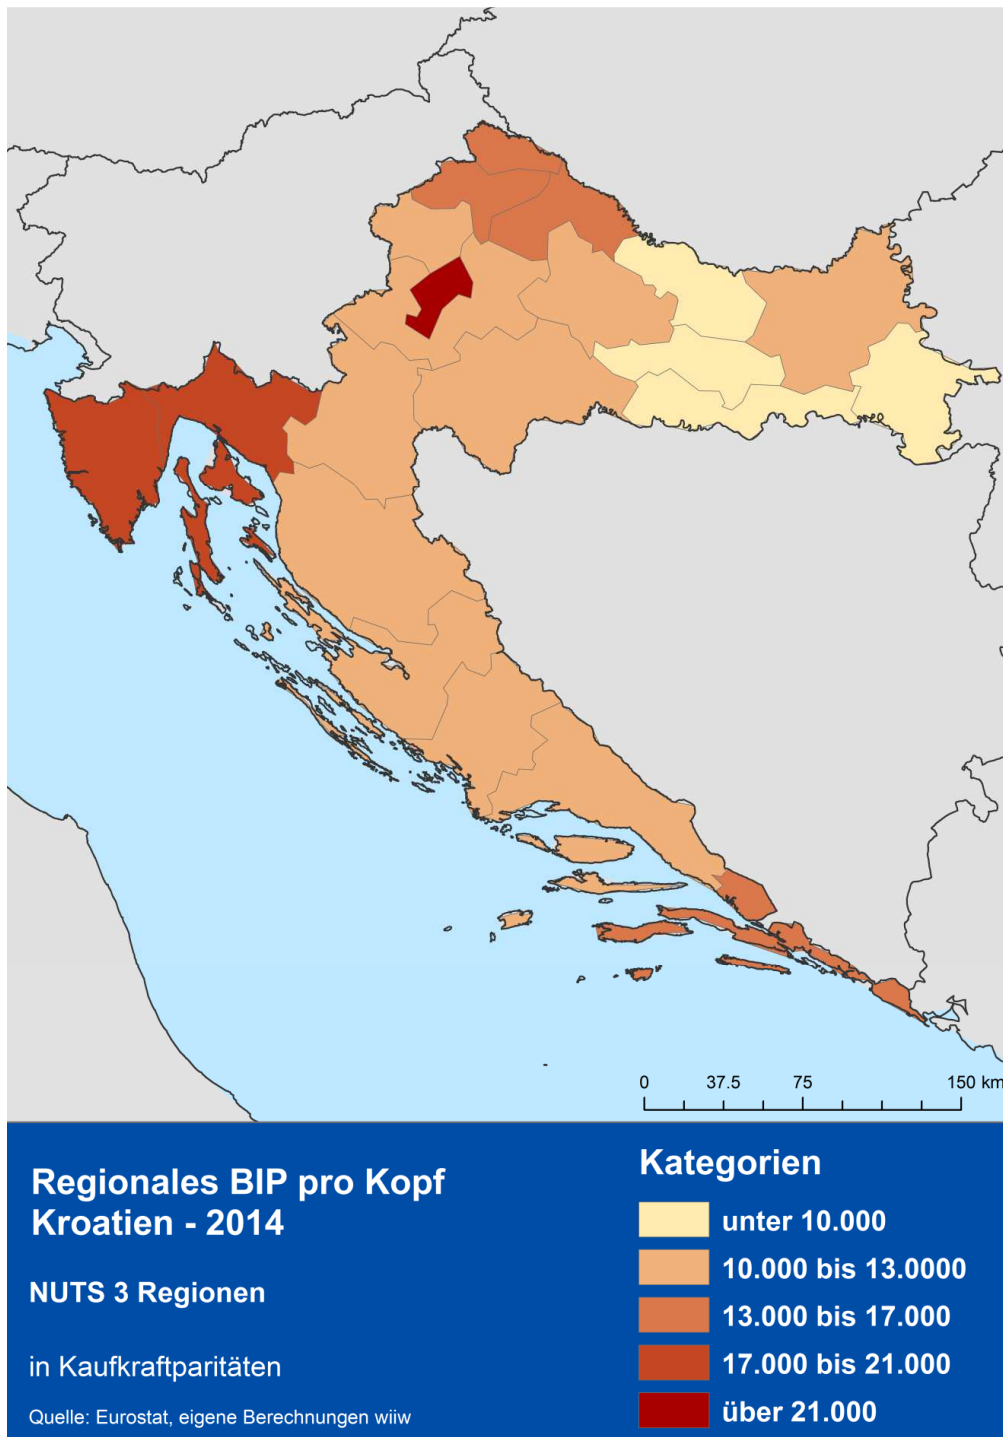 0 37.5 75 150 km
Regionales BIP pro Kopf
Kroatien - 2014
NUTS 3 Regionen
in Kaufkraftparitäten
Quelle: Eurostat, eigene Berechnungen wiiw
Kategorien
unter 10.000
10.000 bis 13.0000
13.000 bis 17.000
17.000 bis 21.000
über 21.000